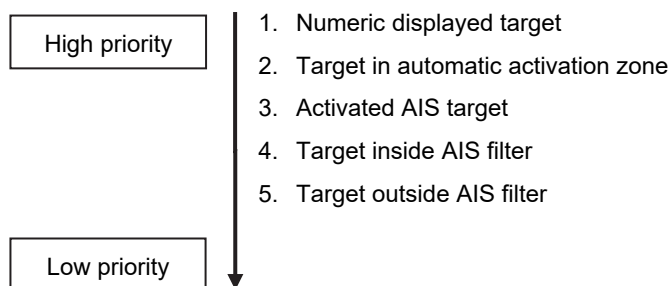 High priority
1. Numeric displayed target
2. Target in automatic activation zone
3. Activated AIS target
4. Target inside AIS filter
5. Target outside AIS filter
Low priority